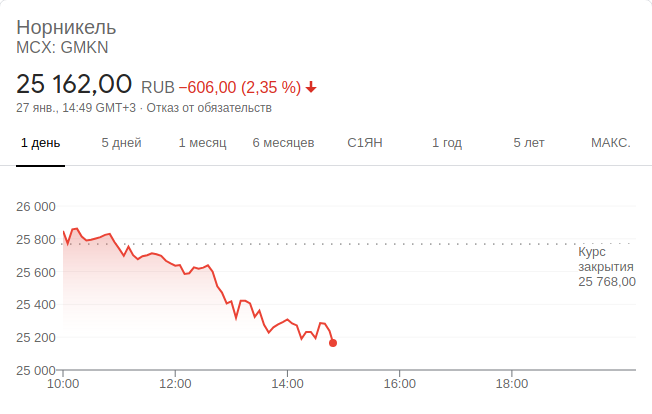 Норникель
MCX: GMKN
25 162,00 RUB −606,00 (2,35 %)
27 янв., 14:49 GMT+3 · Отказ от обязательств
1 день 5 дней 1 месяц 6 месяцев С1ЯН 1 год 5 лет МАКС.
26 000
25 800
Курс
закрытия
25 768,00
25 600
25 400
25 200
25 000
10:00 12:00 14:00 16:00 18:00